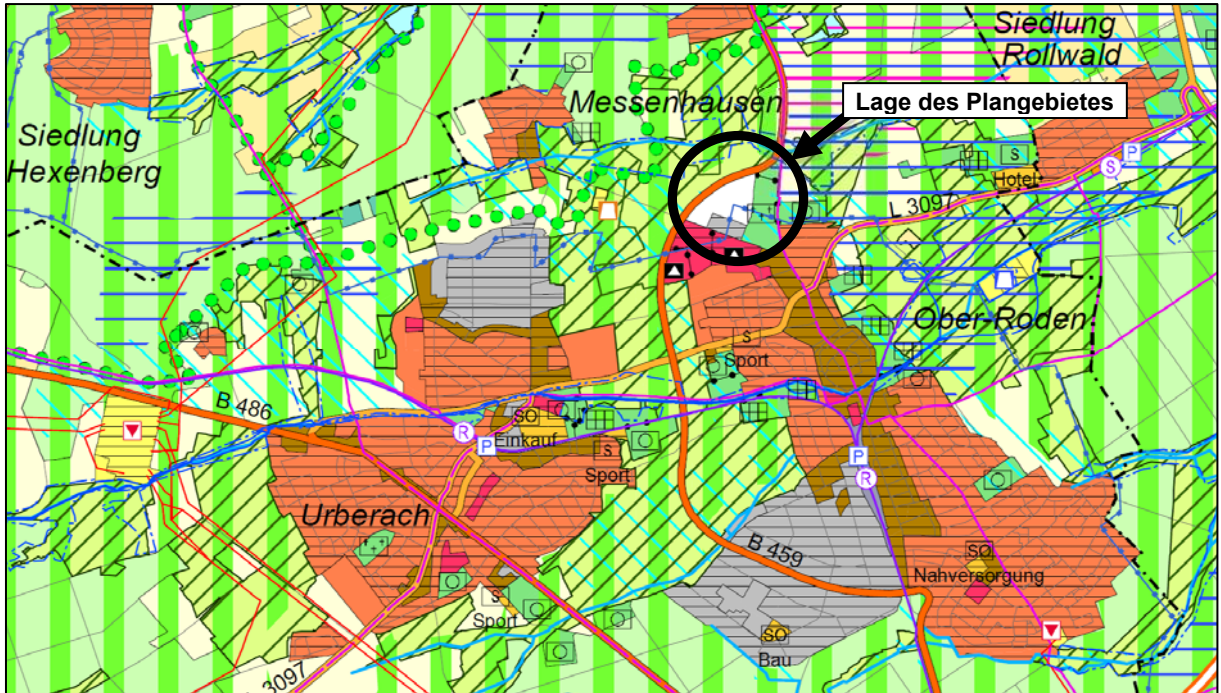 Siedlung
Rollwald
Messenhausen
Lage des Plangebietes
Siedlung
Hexenberg
S
P
S
Hotel
L 3097
Ober-Roden
S
Sport
B 486
SO
Einkauf
R
P
S
Sport
P
R
Urberach
B 459
SO
Nahversorgung
S
Sport
SO
Bau
L 3097